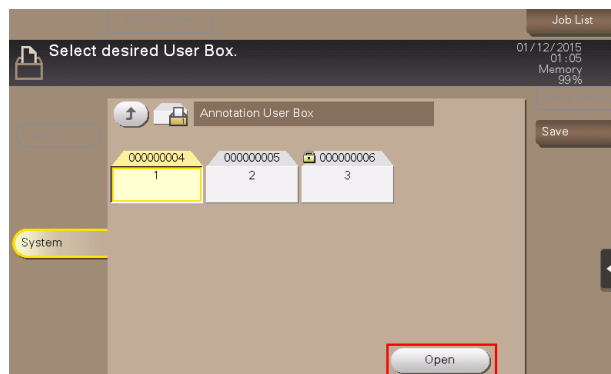 Job List
Select desired User Box.
01/12/2015
01:05
Memory
99%
Annotation User Box
Save
000000004
000000005
000000006
1
2
3
System
Open